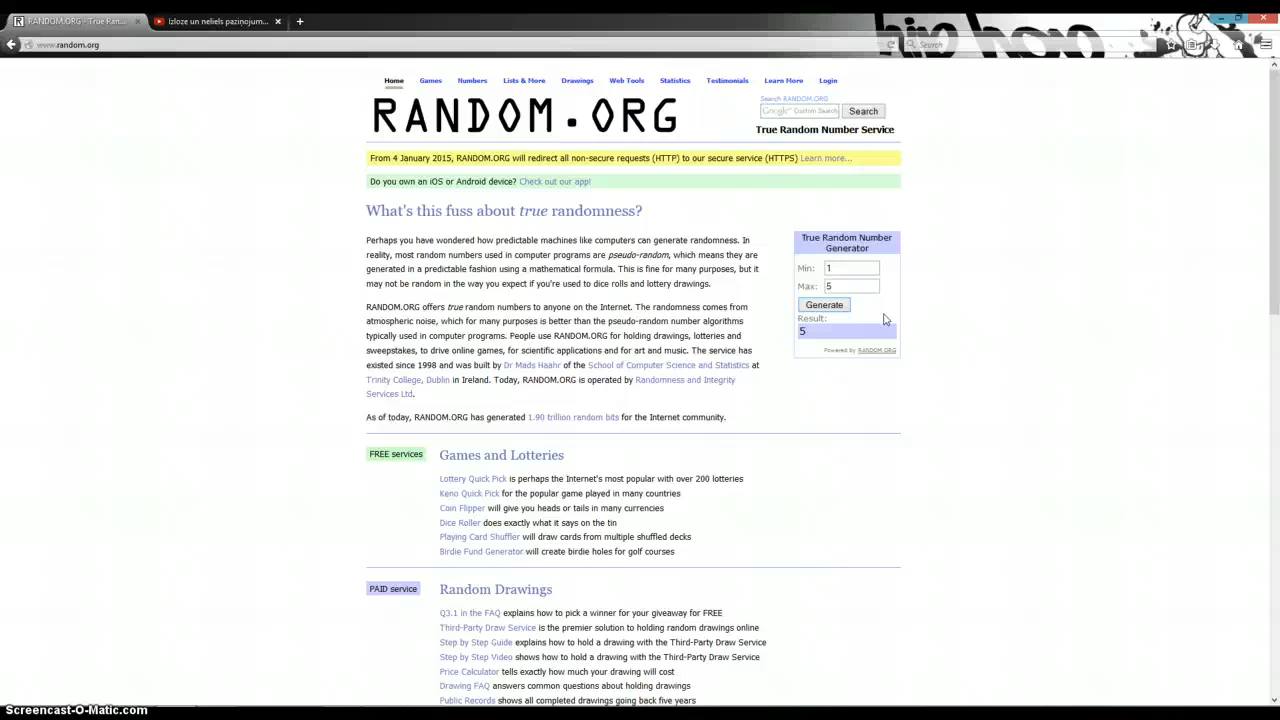 RANDOM.ORG - True Ran...
Izloze un neliels paziņojum...
www.random.org
Search
Home Games Numbers Lists & More Drawings Web Tools Statistics Testimonials Learn More Login
RANDOM.ORG
Search RANDOM.ORG
Google™ Custom Search Search
True Random Number Service
From 4 January 2015, RANDOM.ORG will redirect all non-secure requests (HTTP) to our secure service (HTTPS) Learn more...
Do you own an iOS or Android device? Check out our app!
What's this fuss about true randomness?
Perhaps you have wondered how predictable machines like computers can generate randomness. In
reality, most random numbers used in computer programs are pseudo-random, which means they are
generated in a predictable fashion using a mathematical formula. This is fine for many purposes, but it
may not be random in the way you expect if you're used to dice rolls and lottery drawings.
RANDOM.ORG offers true random numbers to anyone on the Internet. The randomness comes from
atmospheric noise, which for many purposes is better than the pseudo-random number algorithms
typically used in computer programs. People use RANDOM.ORG for holding drawings, lotteries and
sweepstakes, to drive online games, for scientific applications and for art and music. The service has
existed since 1998 and was built by Dr Mads Haahr of the School of Computer Science and Statistics at
Trinity College, Dublin in Ireland. Today, RANDOM.ORG is operated by Randomness and Integrity
Services Ltd.
As of today, RANDOM.ORG has generated 1.90 trillion random bits for the Internet community.
True Random Number
Generator
Min: 1
Max: 5
Generate
Result:
5
Powered by RANDOM.ORG
FREE services
Games and Lotteries
Lottery Quick Pick is perhaps the Internet's most popular with over 200 lotteries
Keno Quick Pick for the popular game played in many countries
Coin Flipper will give you heads or tails in many currencies
Dice Roller does exactly what it says on the tin
Playing Card Shuffler will draw cards from multiple shuffled decks
Birdie Fund Generator will create birdie holes for golf courses
PAID service
Random Drawings
Q3.1 in the FAQ explains how to pick a winner for your giveaway for FREE
Third-Party Draw Service is the premier solution to holding random drawings online
Step by Step Guide explains how to hold a drawing with the Third-Party Draw Service
Step by Step Video shows how to hold a drawing with the Third-Party Draw Service
Price Calculator tells exactly how much your drawing will cost
Drawing FAQ answers common questions about holding drawings
Public Records shows all completed drawings going back five years
Screencast-O-Matic.com